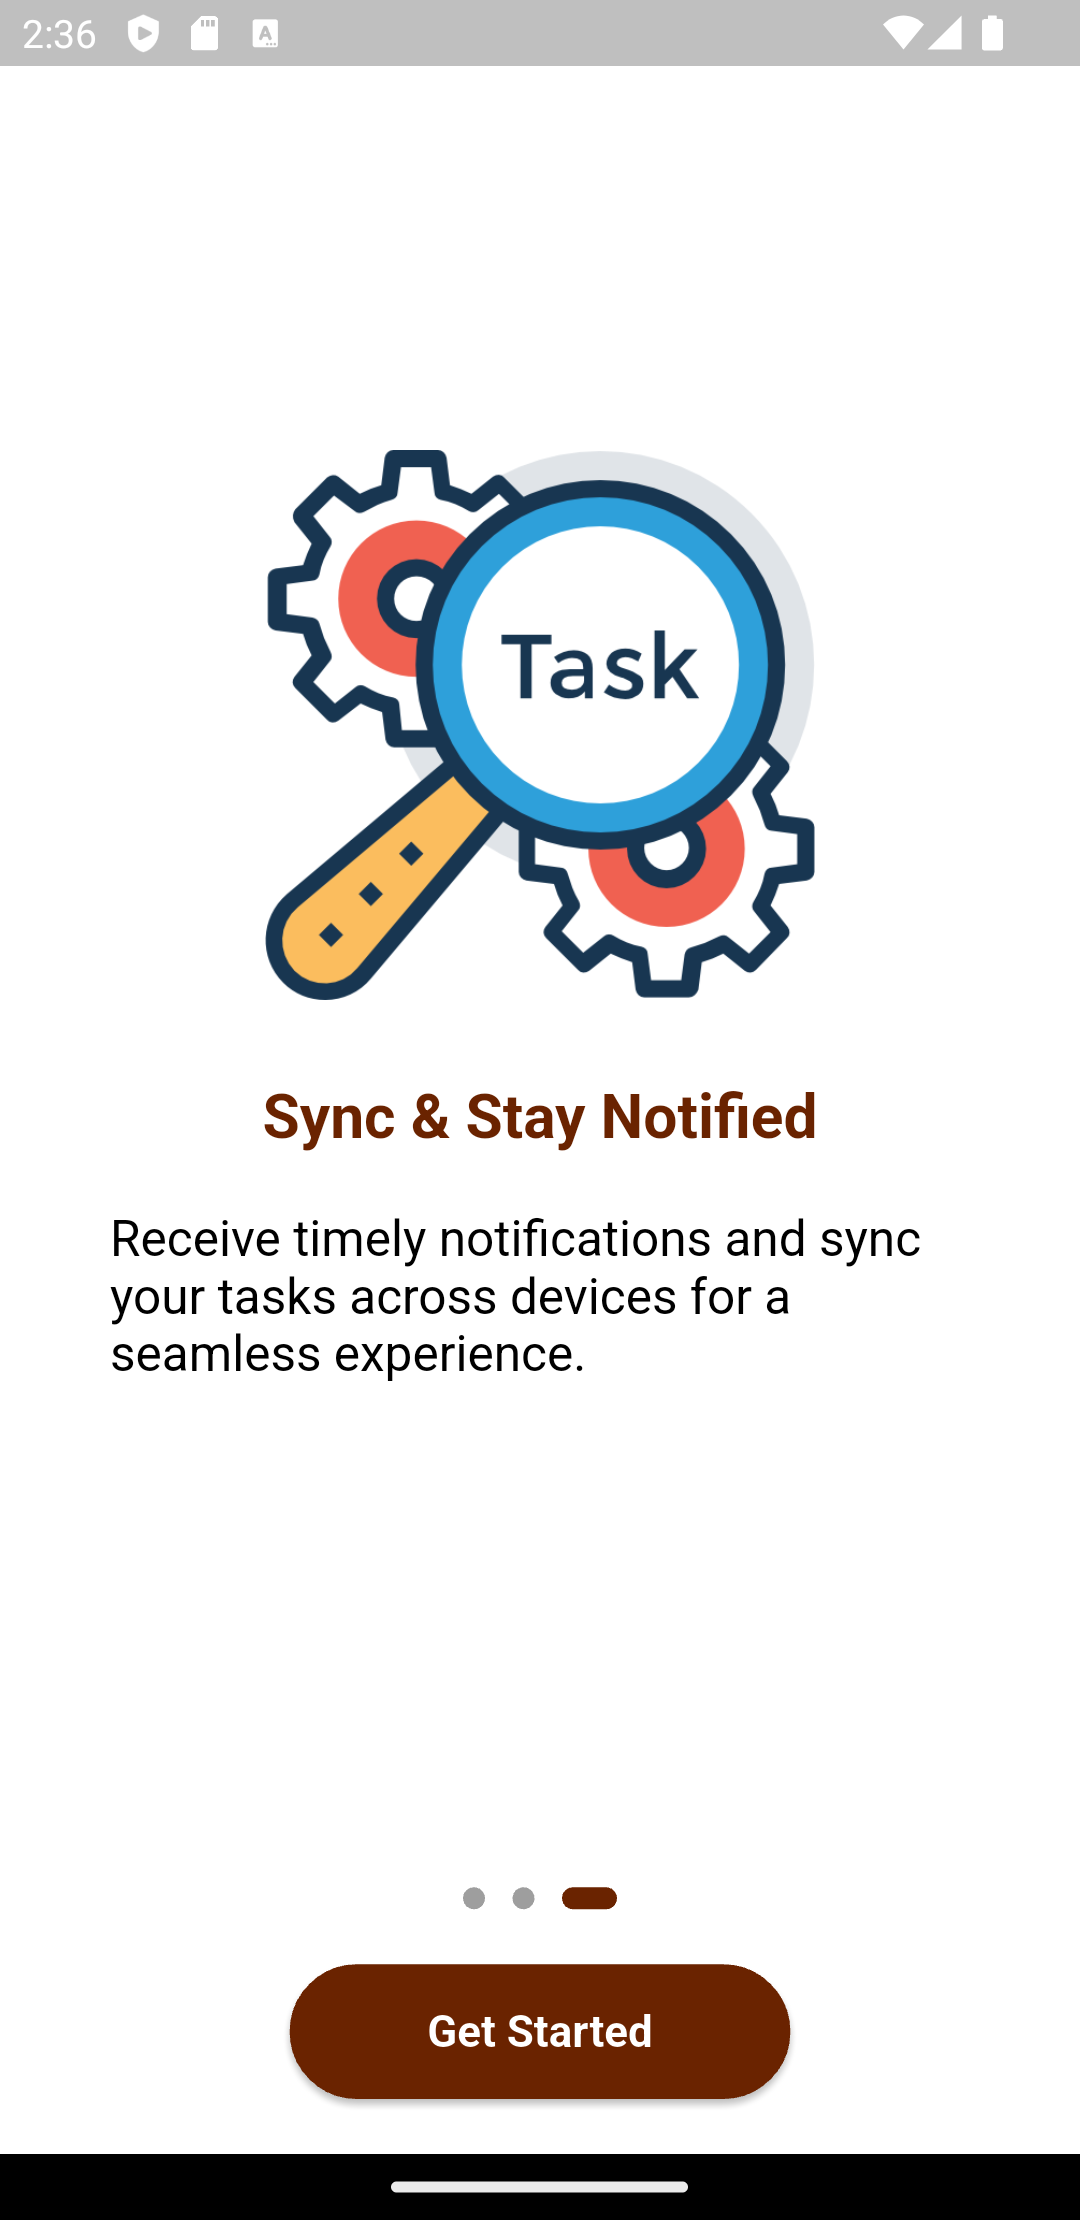 2:36
Task
Sync & Stay Notified
Receive timely notifications and sync
your tasks across devices for a
seamless experience.
Get Started